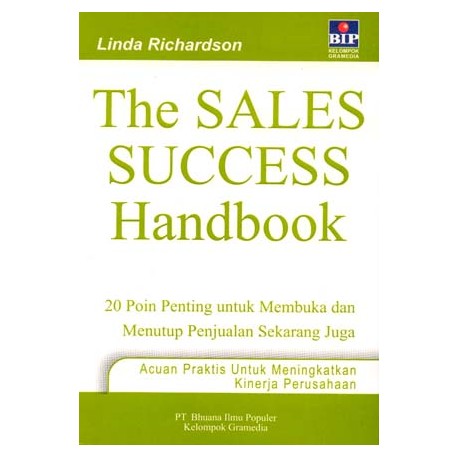 Linda Richardson
BIP
KELOMPOK
GRAMEDIA
The SALES
SUCCESS
Handbook
20 Poin Penting untuk Membuka dan
Menutup Penjualan Sekarang Juga
Acuan Praktis Untuk Meningkatkan
Kinerja Perusahaan
PT Bhuana Ilmu Populer
Kelompok Gramedia